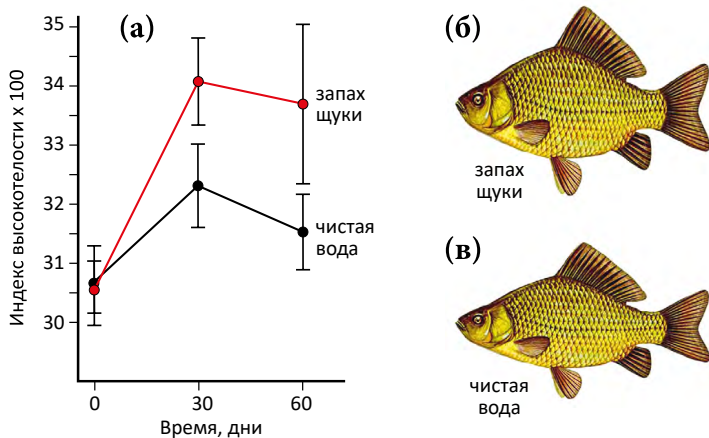 (а)
Индекс высокотелости х 100
35
34
33
32
31
30
0
30
60
Время, дни
запах
щуки
чистая
вода
(б)
запах
щуки
(в)
чистая
вода